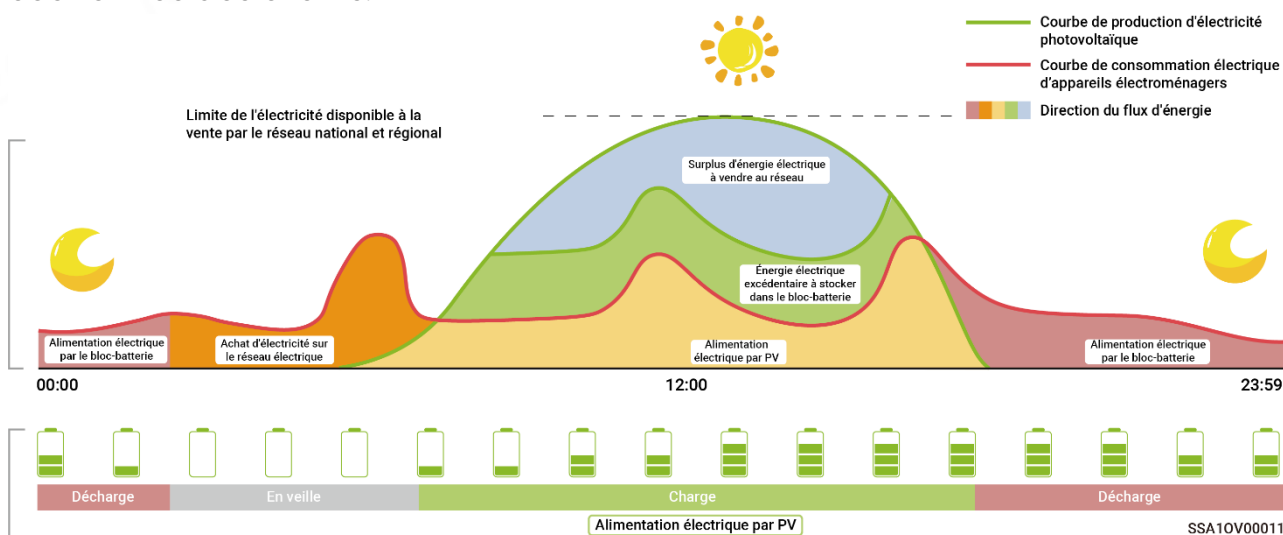 Courbe de production d'électricité
photovoltaïque
Courbe de consommation électrique
d'appareils électroménagers
Direction du flux d'énergie
Limite de l'électricité disponible à la
vente par le réseau national et régional
Surplus d'énergie électrique
à vendre au réseau
Énergie électrique
excédentaire à stocker
dans le bloc-batterie
Alimentation électrique
par le bloc-batterie
Achat d'électricité sur
le réseau électrique
Alimentation
électrique par PV
Alimentation électrique
par le bloc-batterie
00:00
12:00
23:59
Décharge
En veille
Charge
Décharge
Alimentation électrique par PV
SSA1OV00011